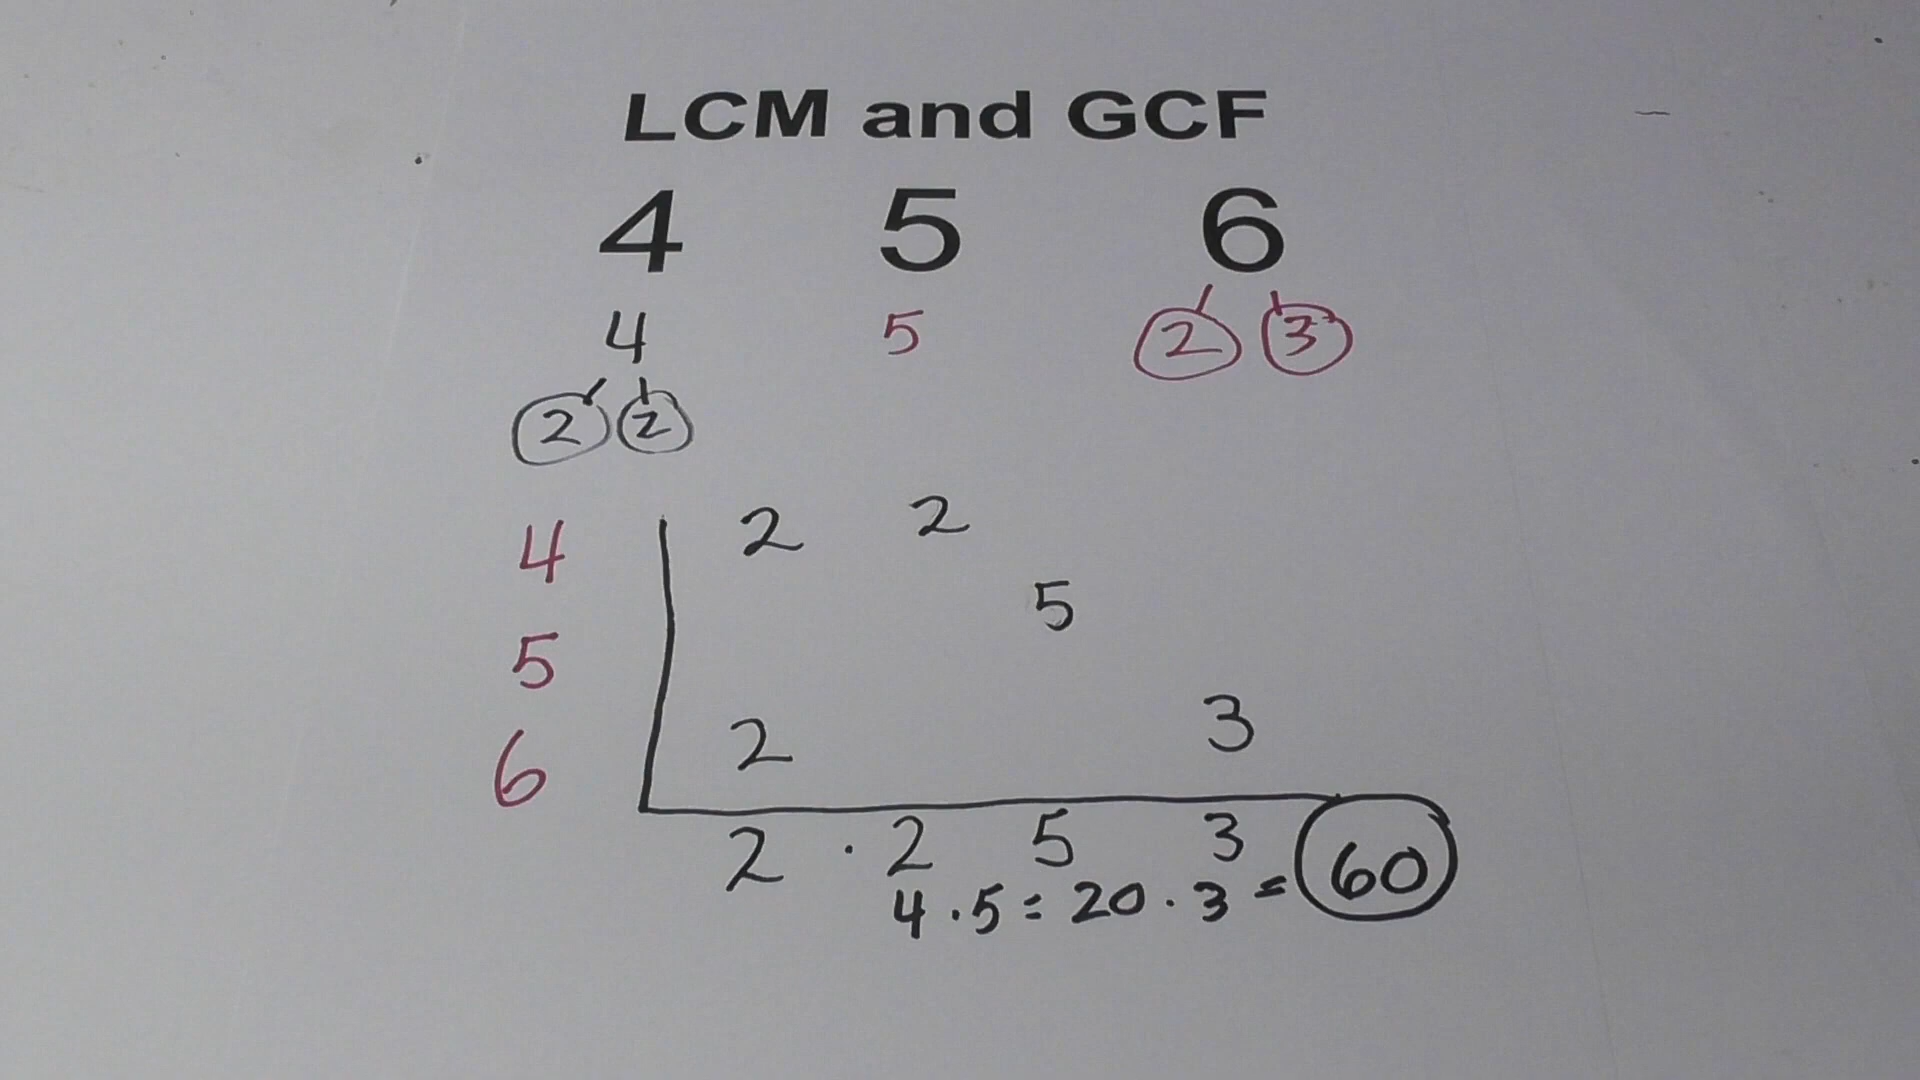 LCM and GCF
4 5 6
4 5 2 3
2 2
4 2 2
5 5
6 2 3
2 · 2 5 3
4 · 5 = 20 · 3 = 60